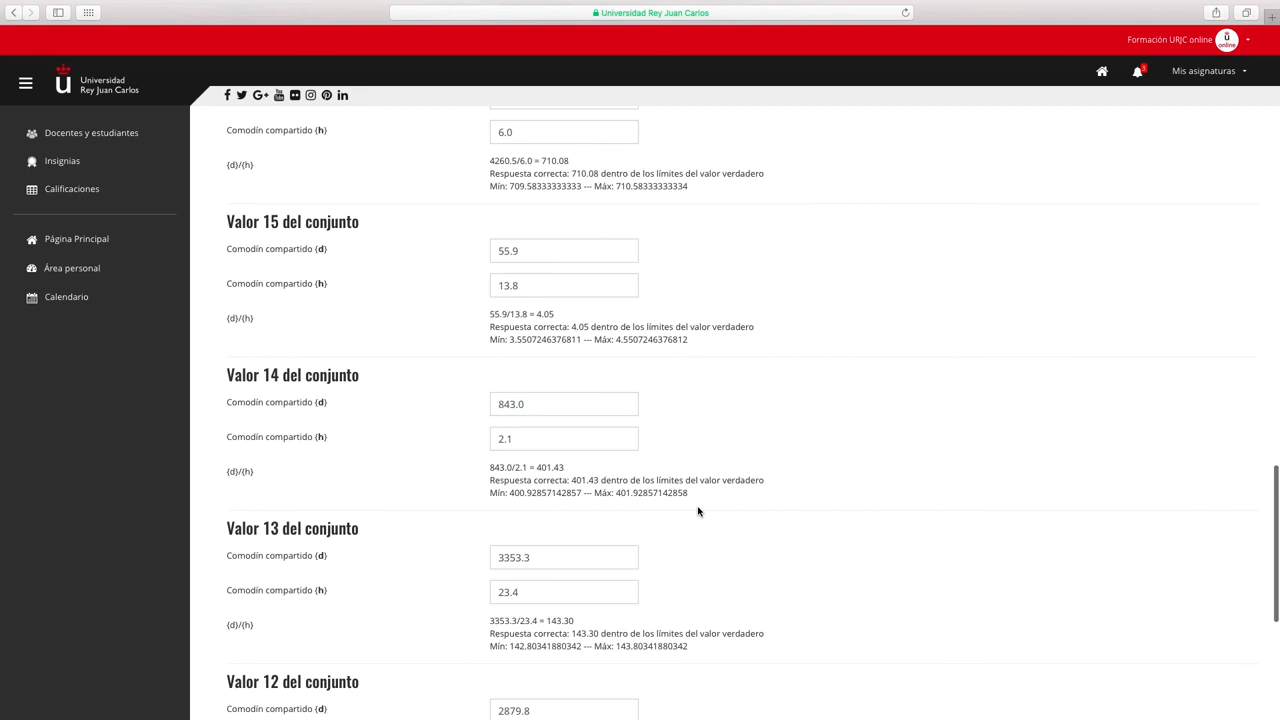 Universidad Rey Juan Carlos
Formación URJC online
ü
online
Universidad
Rey Juan Carlos
3
Mis asignaturas
Docentes y estudiantes
Insignias
Calificaciones
Página Principal
Área personal
Calendario
Comodín compartido {h}
6.0
{d}/{h}
4260.5/6.0 = 710.08
Respuesta correcta: 710.08 dentro de los límites del valor verdadero
Mín: 709.58333333333 --- Máx: 710.58333333334
Valor 15 del conjunto
Comodín compartido {d}
55.9
Comodín compartido {h}
13.8
{d}/{h}
55.9/13.8 = 4.05
Respuesta correcta: 4.05 dentro de los límites del valor verdadero
Mín: 3.5507246376811 --- Máx: 4.5507246376812
Valor 14 del conjunto
Comodín compartido {d}
843.0
Comodín compartido {h}
2.1
{d}/{h}
843.0/2.1 = 401.43
Respuesta correcta: 401.43 dentro de los límites del valor verdadero
Mín: 400.92857142857 --- Máx: 401.92857142858
Valor 13 del conjunto
Comodín compartido {d}
3353.3
Comodín compartido {h}
23.4
{d}/{h}
3353.3/23.4 = 143.30
Respuesta correcta: 143.30 dentro de los límites del valor verdadero
Mín: 142.80341880342 --- Máx: 143.80341880342
Valor 12 del conjunto
Comodín compartido {d}
2879.8